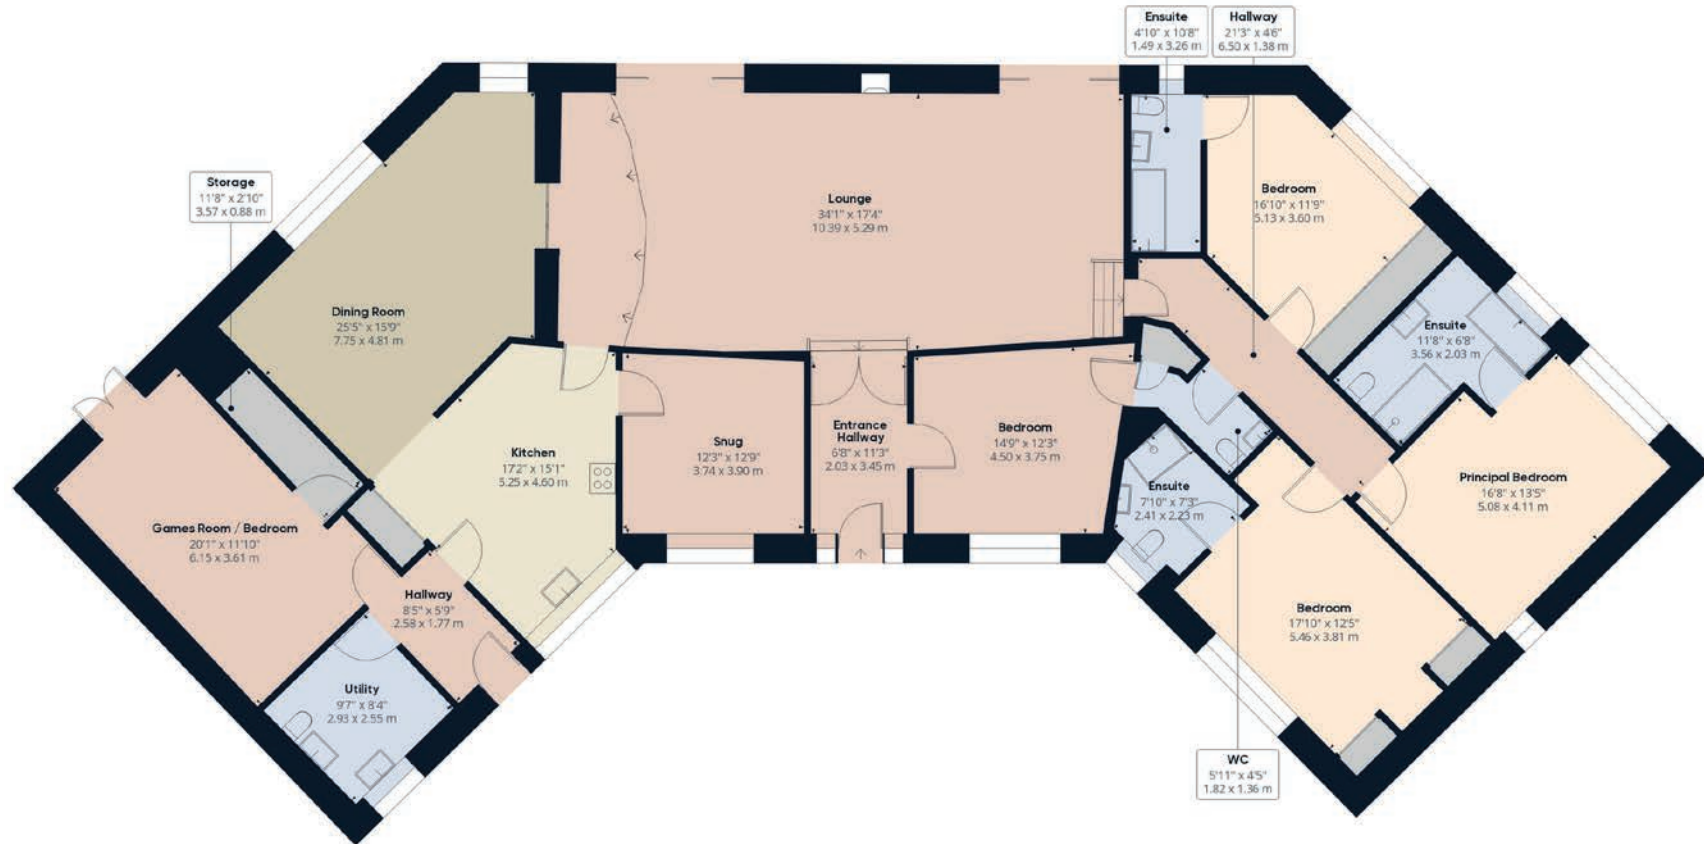 Ensuite
4'10" x 10'8"
1.49 x 3.26 m
Hallway
21'3" x 4'6"
6.50 x 1.38 m
Storage
11'8" x 2'10"
3.57 x 0.88 m
Lounge
34'1" x 17'4"
10.39 x 5.29 m
Bedroom
16'10" x 11'9"
5.13 x 3.60 m
Dining Room
25'5" x 15'9"
7.75 x 4.81 m
Ensuite
11'8" x 6'8"
3.56 x 2.03 m
Kitchen
17'2" x 15'1"
5.25 x 4.60 m
Snug
12'3" x 12'9"
3.74 x 3.90 m
Entrance
Hallway
6'8" x 11'3"
2.03 x 3.45 m
Bedroom
14'9" x 12'3"
4.50 x 3.75 m
Ensuite
7'10" x 7'3"
2.41 x 2.23 m
Principal Bedroom
16'8" x 13'5"
5.08 x 4.11 m
Games Room / Bedroom
20'1" x 11'10"
6.15 x 3.61 m
Hallway
8'5" x 5'9"
2.58 x 1.77 m
Bedroom
17'10" x 12'5"
5.46 x 3.81 m
Utility
9'7" x 8'4"
2.93 x 2.55 m
WC
5'11" x 4'5"
1.82 x 1.36 m